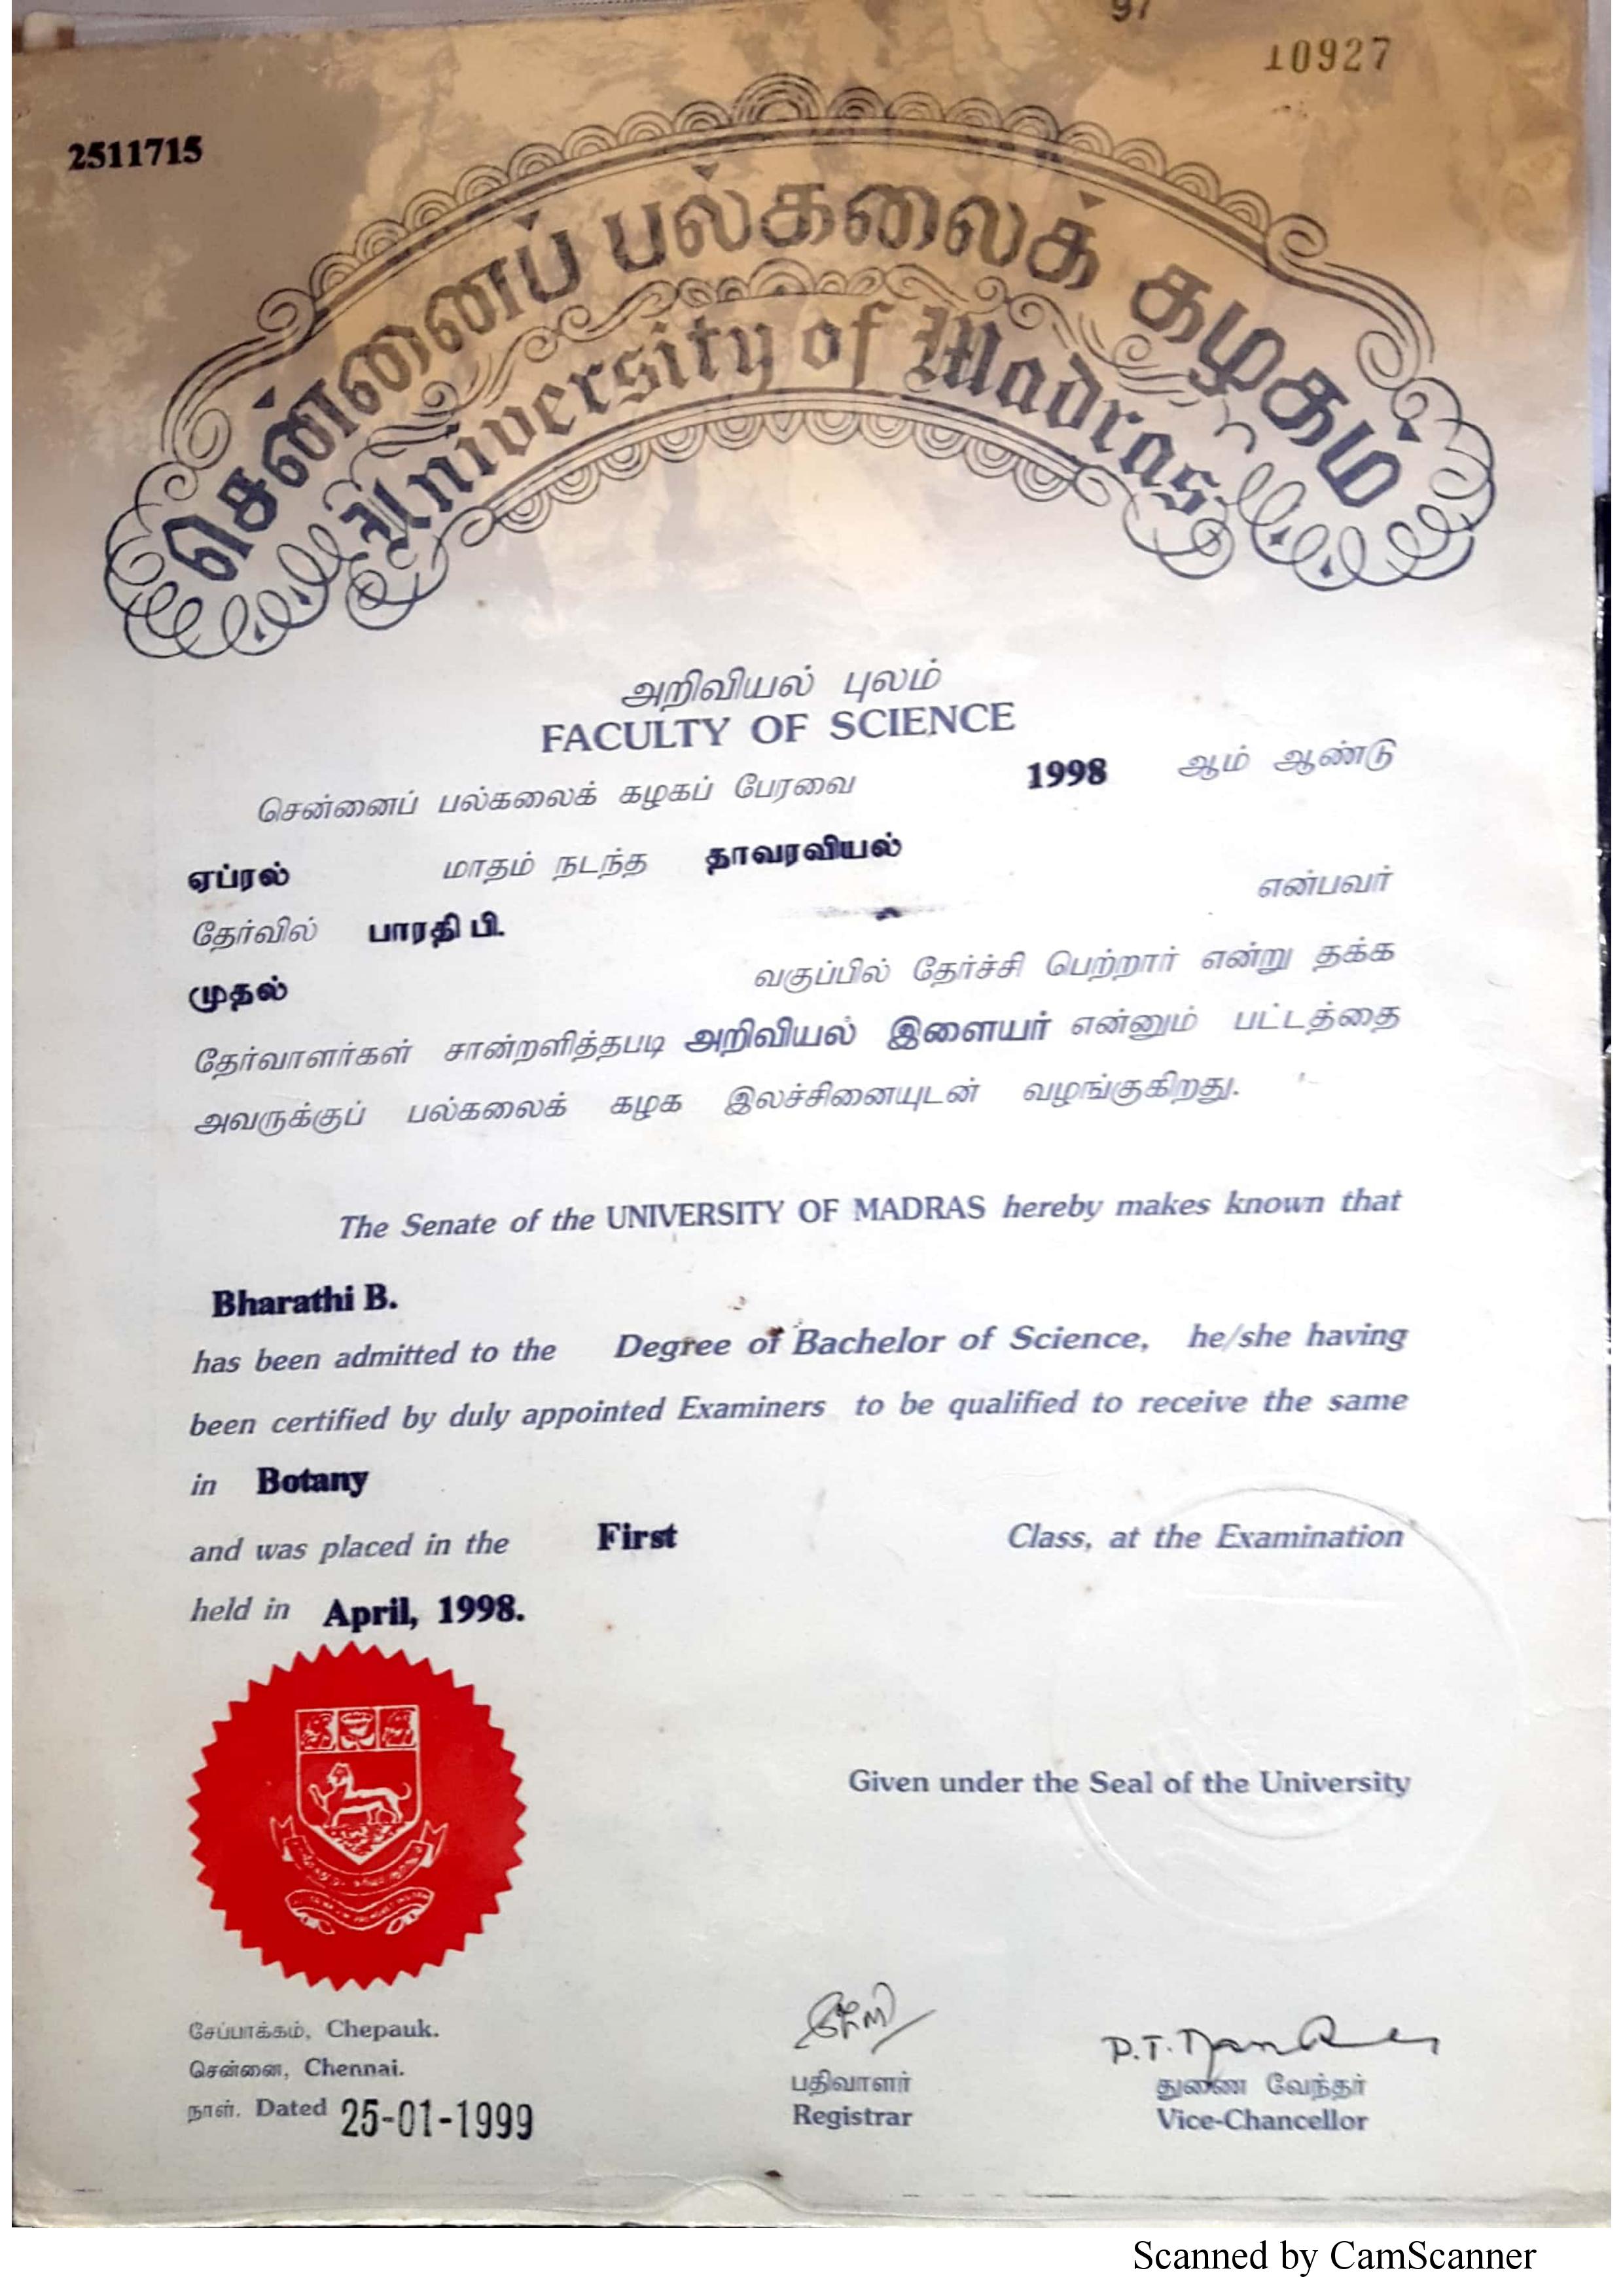 97
10927
2511715
சென்னைப் பல்கலைக் கழகம்
University of Madras
அறிவியல் புலம்
FACULTY OF SCIENCE
சென்னைப் பல்கலைக் கழகப் பேரவை 1998 ஆம் ஆண்டு
ஏப்ரல் மாதம் நடந்த தாவரவியல்
தேர்வில் பாரதி பி. என்பவர்
முதல் வகுப்பில் தேர்ச்சி பெற்றார் என்று தக்க
தேர்வாளர்கள் சான்றளித்தபடி அறிவியல் இளையர் என்னும் பட்டத்தை
அவருக்குப் பல்கலைக் கழக இலச்சினையுடன் வழங்குகிறது.
The Senate of the UNIVERSITY OF MADRAS hereby makes known that
Bharathi B.
has been admitted to the Degree of Bachelor of Science, he/she having
been certified by duly appointed Examiners to be qualified to receive the same
in Botany
and was placed in the First Class, at the Examination
held in April, 1998.
Given under the Seal of the University
சேப்பாக்கம், Chepauk.
சென்னை, Chennai.
நாள். Dated 25-01-1999
பதிவாளர்
Registrar
துணை வேந்தர்
Vice-Chancellor
Scanned by CamScanner